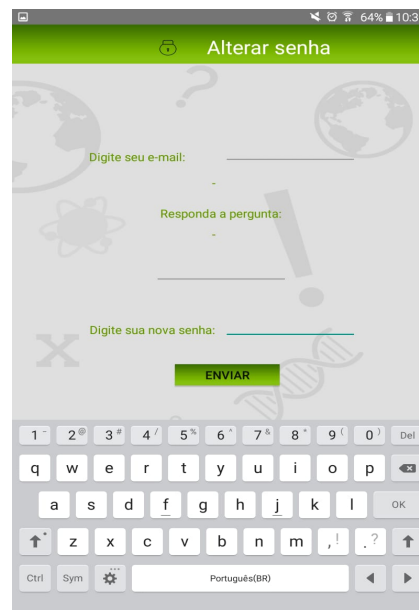 64% 10:3
Alterar senha
Digite seu e-mail:
-
Responda a pergunta:
-
Digite sua nova senha:
ENVIAR
1 - 2 @ 3 # 4 / 5 % 6 ^ 7 & 8 * 9 ( 0 ) Del
q w e r t y u i o p
a s d f g h j k l OK
z x c v b n m , ! . ?
Ctrl Sym Português(BR)